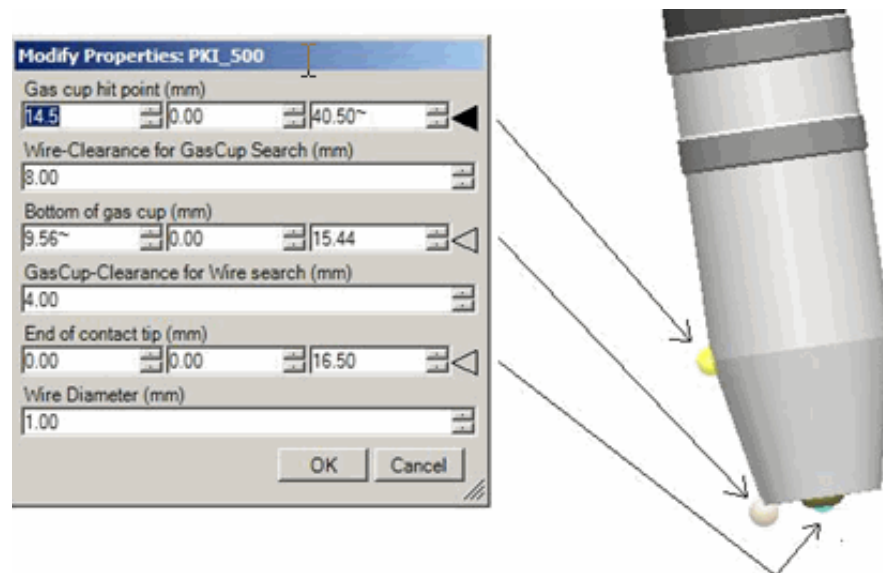 Modify Properties: PKI_500
Gas cup hit point (mm)
14.5 0.00 40.50~
Wire-Clearance for GasCup Search (mm)
8.00
Bottom of gas cup (mm)
9.56~ 0.00 15.44
GasCup-Clearance for Wire search (mm)
4.00
End of contact tip (mm)
0.00 0.00 16.50
Wire Diameter (mm)
1.00
OK Cancel